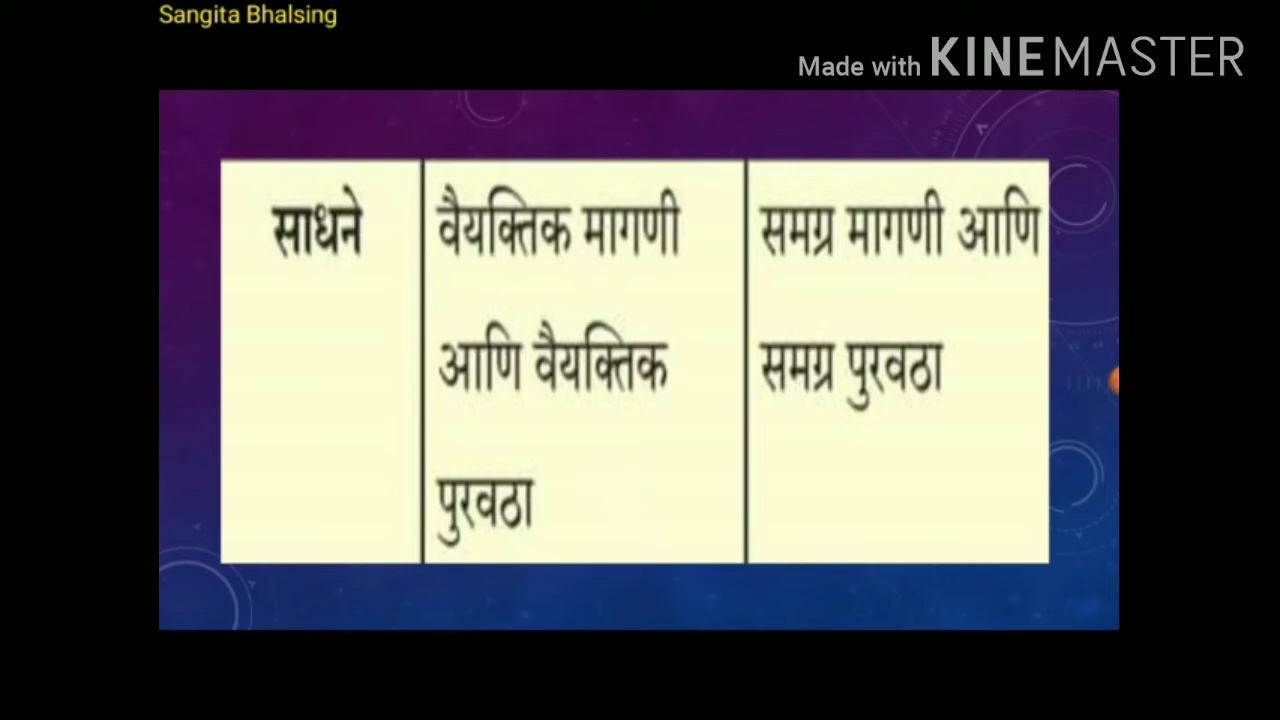 Sangita Bhalsing
Made with KINEMASTER
साधने
वैयक्तिक मागणी
आणि वैयक्तिक
पुरवठा
समग्र मागणी आणि
समग्र पुरवठा